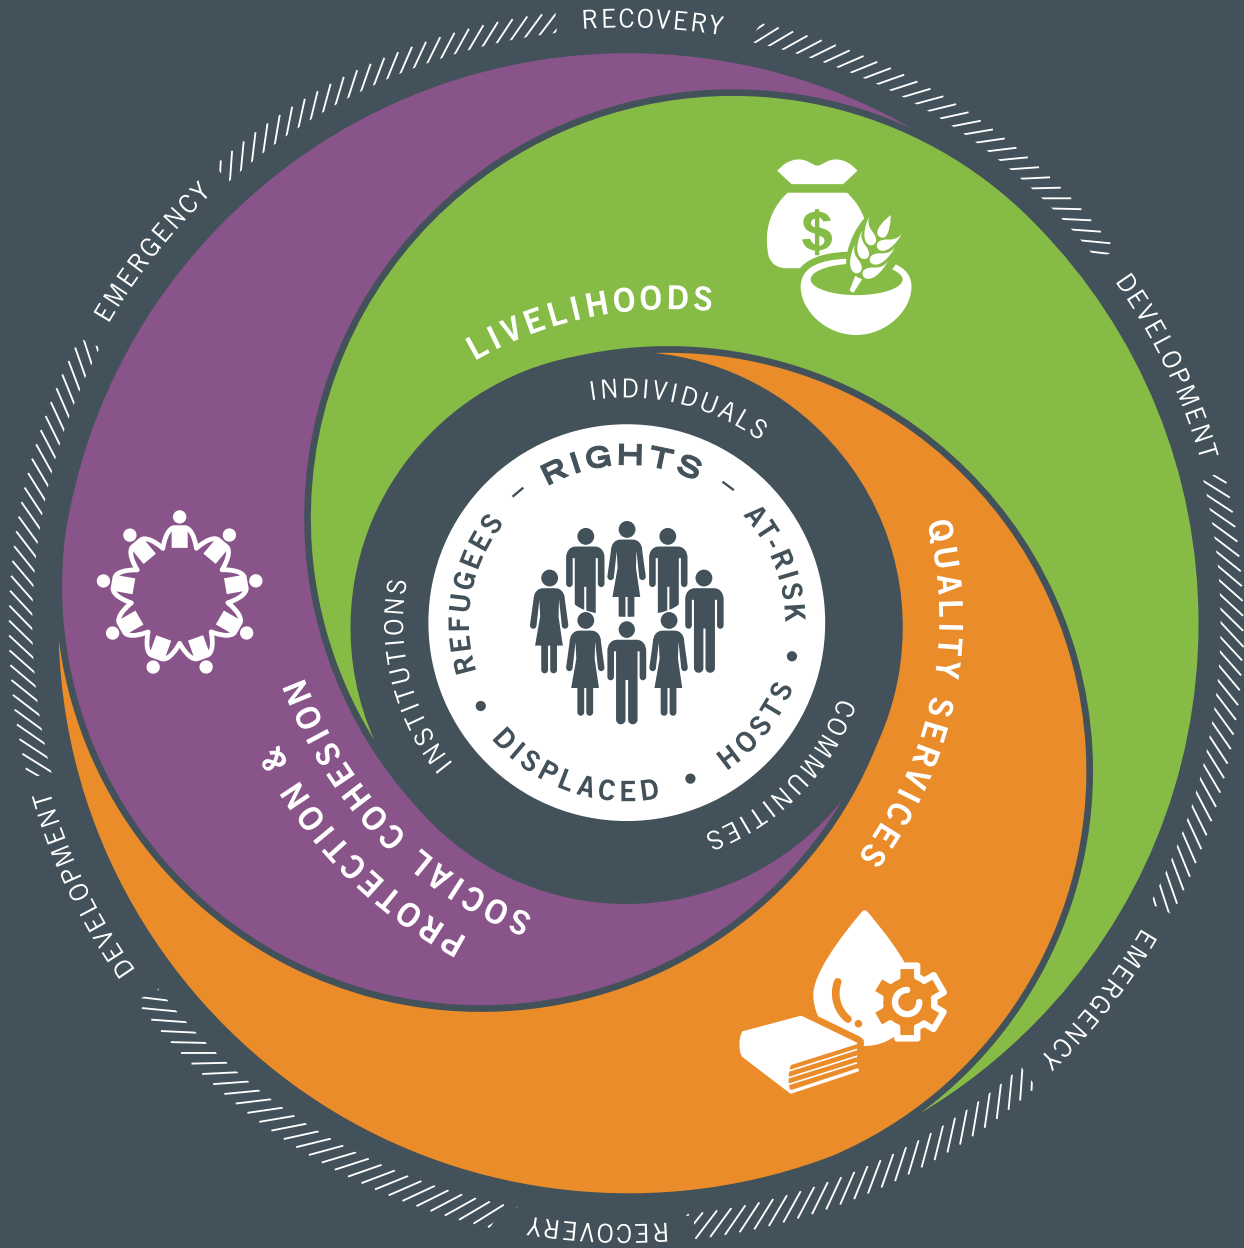 RECOVERY
DEVELOPMENT
EMERGENCY
RECOVERY
DEVELOPMENT
EMERGENCY
LIVELIHOODS
$
QUALITY SERVICES
PROTECTION &
SOCIAL COHESION
INDIVIDUALS
COMMUNITIES
INSTITUTIONS
– RIGHTS –
AT-RISK • HOSTS • DISPLACED • REFUGEES